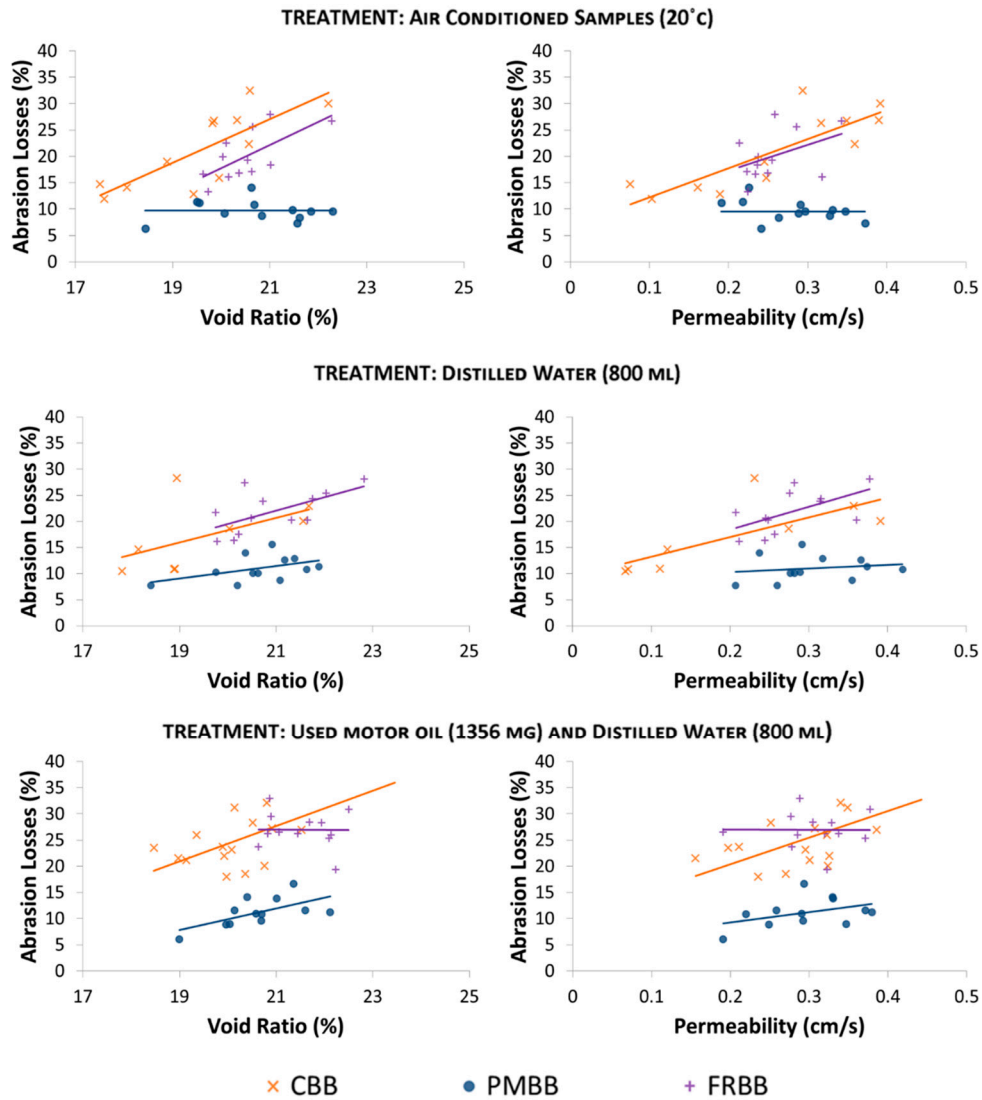 TREATMENT: AIR CONDITIONED SAMPLES (20°C)
Abrasion Losses (%)
40
35
30
25
20
15
10
5
0
17 19 21 23 25
Void Ratio (%)
Abrasion Losses (%)
40
35
30
25
20
15
10
5
0
0 0.1 0.2 0.3 0.4 0.5
Permeability (cm/s)
TREATMENT: DISTILLED WATER (800 ML)
Abrasion Losses (%)
40
35
30
25
20
15
10
5
0
17 19 21 23 25
Void Ratio (%)
Abrasion Losses (%)
40
35
30
25
20
15
10
5
0
0 0.1 0.2 0.3 0.4 0.5
Permeability (cm/s)
TREATMENT: USED MOTOR OIL (1356 MG) AND DISTILLED WATER (800 ML)
Abrasion Losses (%)
40
35
30
25
20
15
10
5
0
17 19 21 23 25
Void Ratio (%)
Abrasion Losses (%)
40
35
30
25
20
15
10
5
0
0 0.1 0.2 0.3 0.4 0.5
Permeability (cm/s)
CBB PMBB FRBB